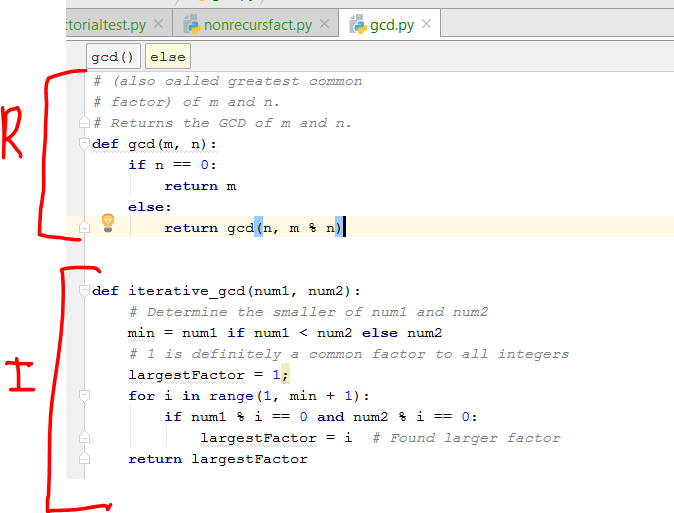 ctorialtest.py × nonrecursfact.py × gcd.py ×
gcd() else
# (also called greatest common
# factor) of m and n.
# Returns the GCD of m and n.
def gcd(m, n):
    if n == 0:
        return m
    else:
        return gcd(n, m % n)
R
def iterative_gcd(num1, num2):
    # Determine the smaller of num1 and num2
    min = num1 if num1 < num2 else num2
    # 1 is definitely a common factor to all integers
    largestFactor = 1;
    for i in range(1, min + 1):
        if num1 % i == 0 and num2 % i == 0:
            largestFactor = i  # Found larger factor
    return largestFactor
I